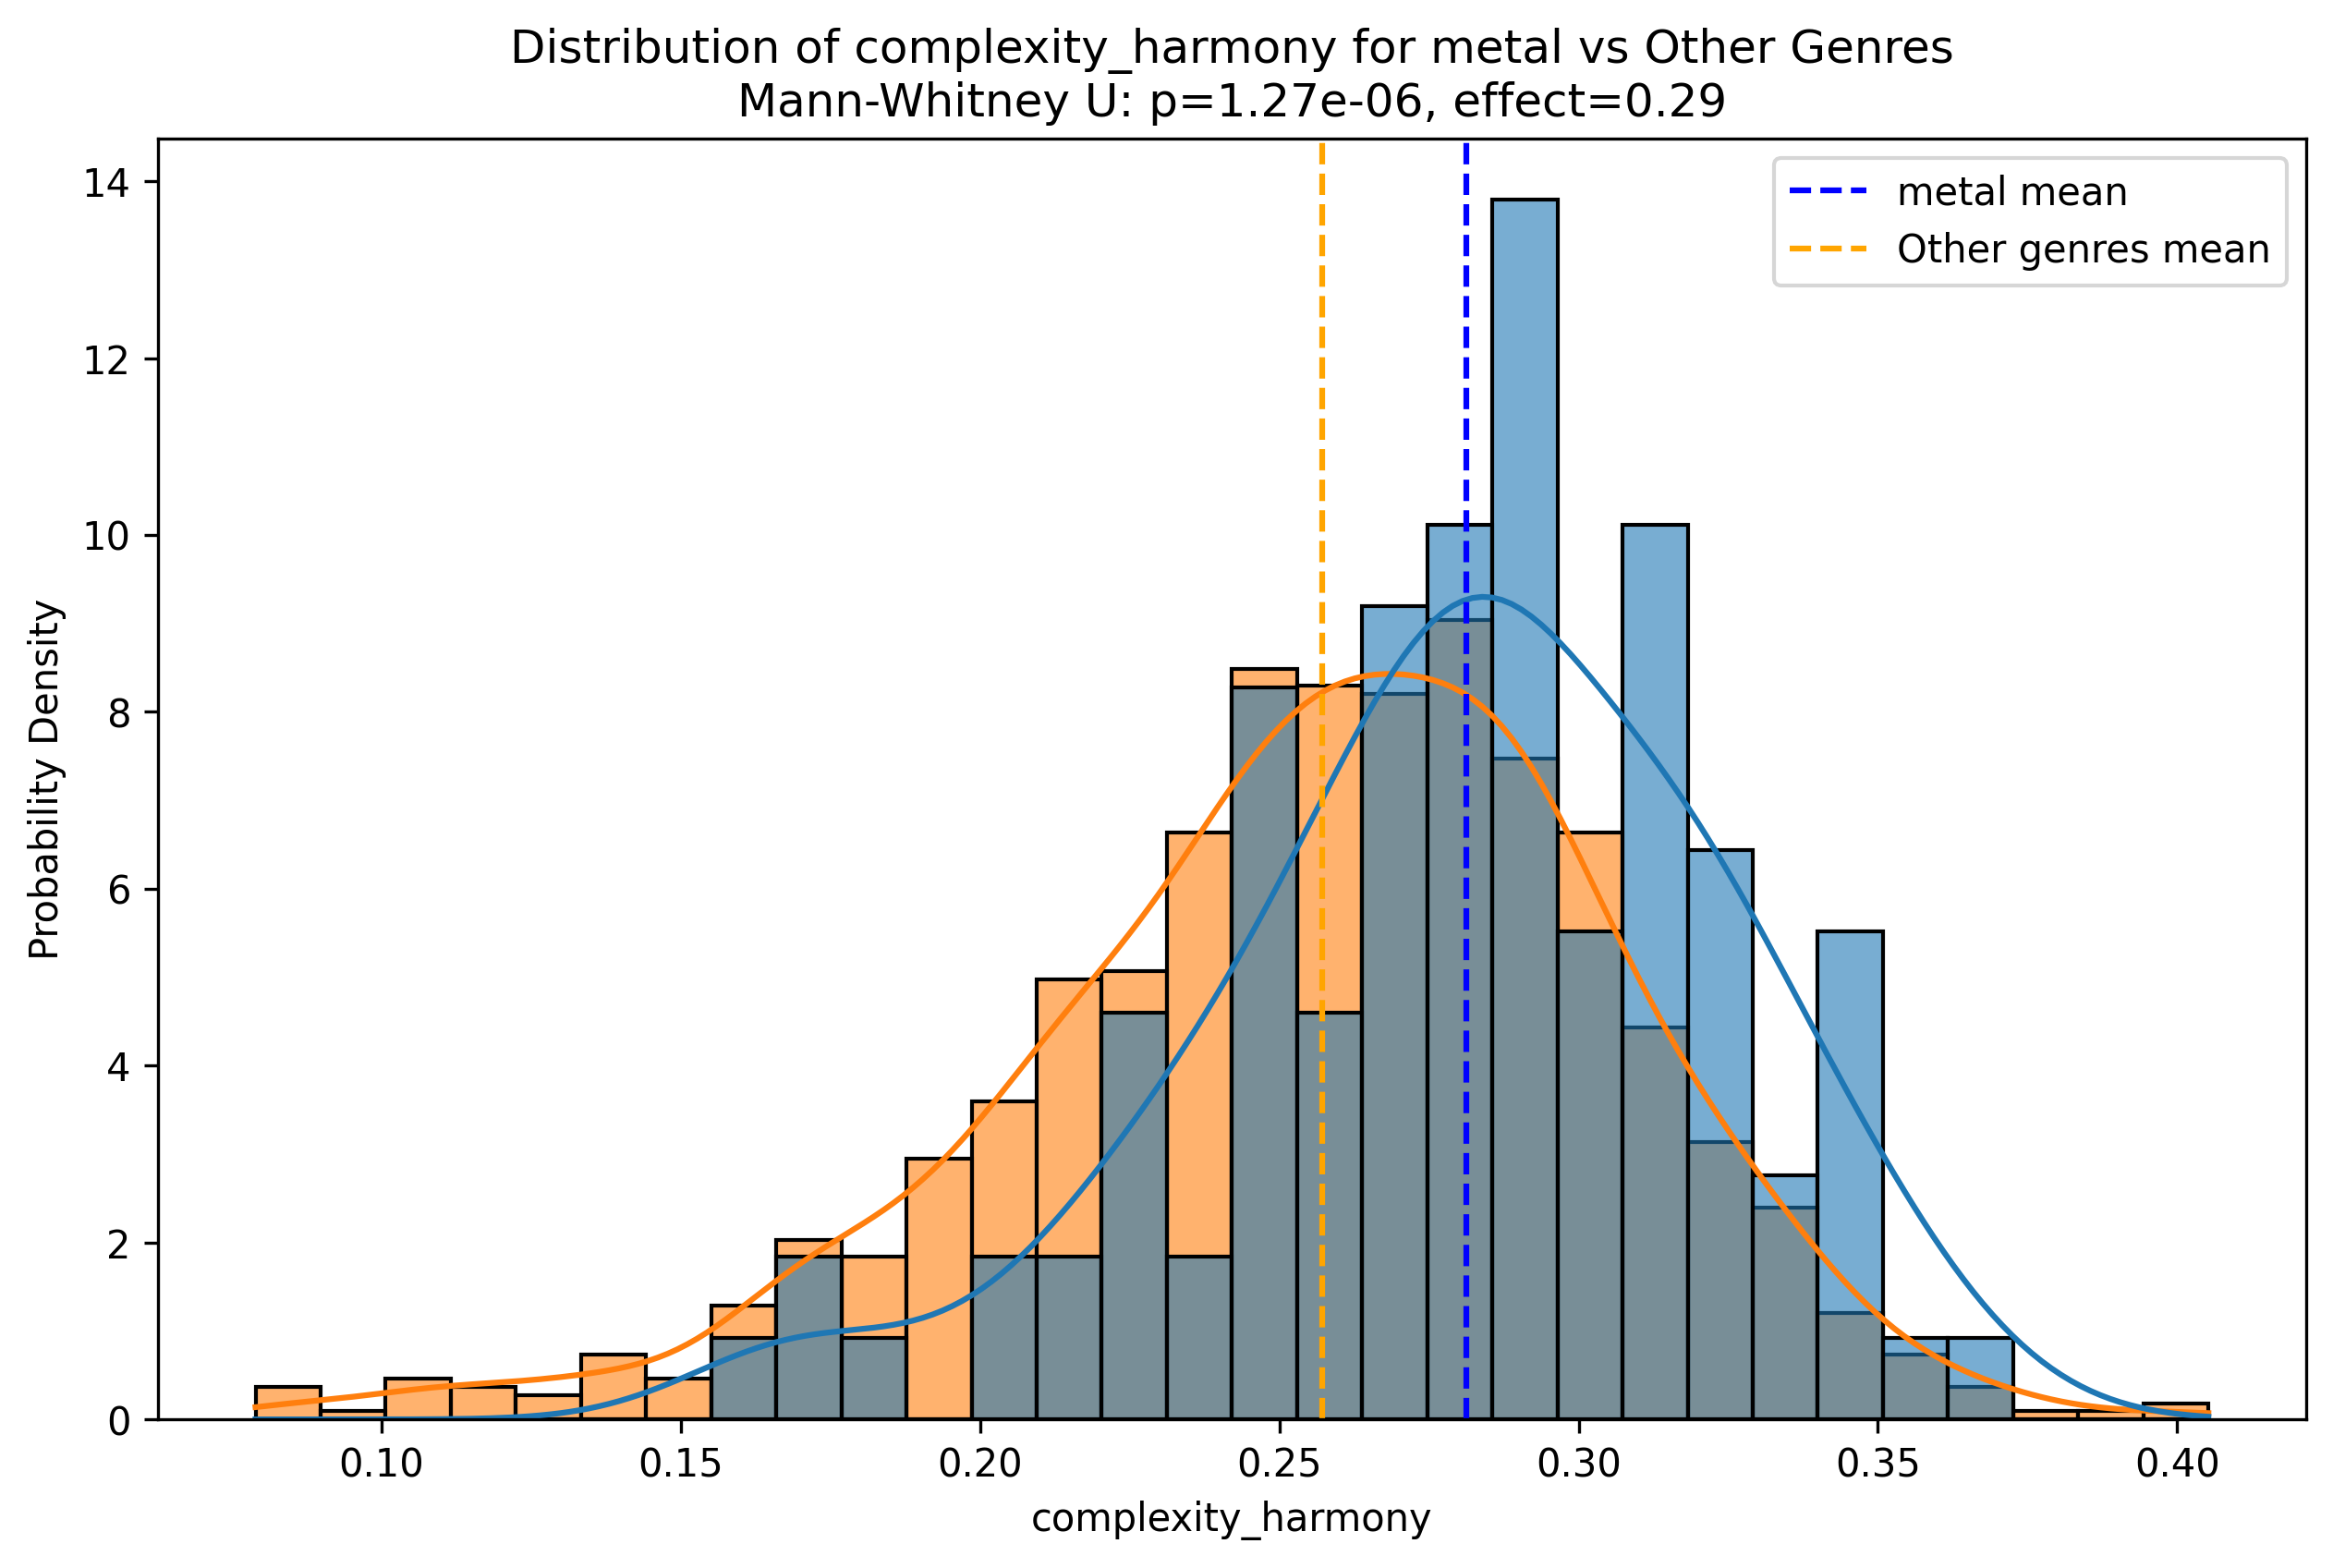 Distribution of complexity_harmony for metal vs Other Genres
Mann-Whitney U: p=1.27e-06, effect=0.29
metal mean
Other genres mean
14
12
10
8
6
4
2
0
Probability Density
0.10 0.15 0.20 0.25 0.30 0.35 0.40
complexity_harmony